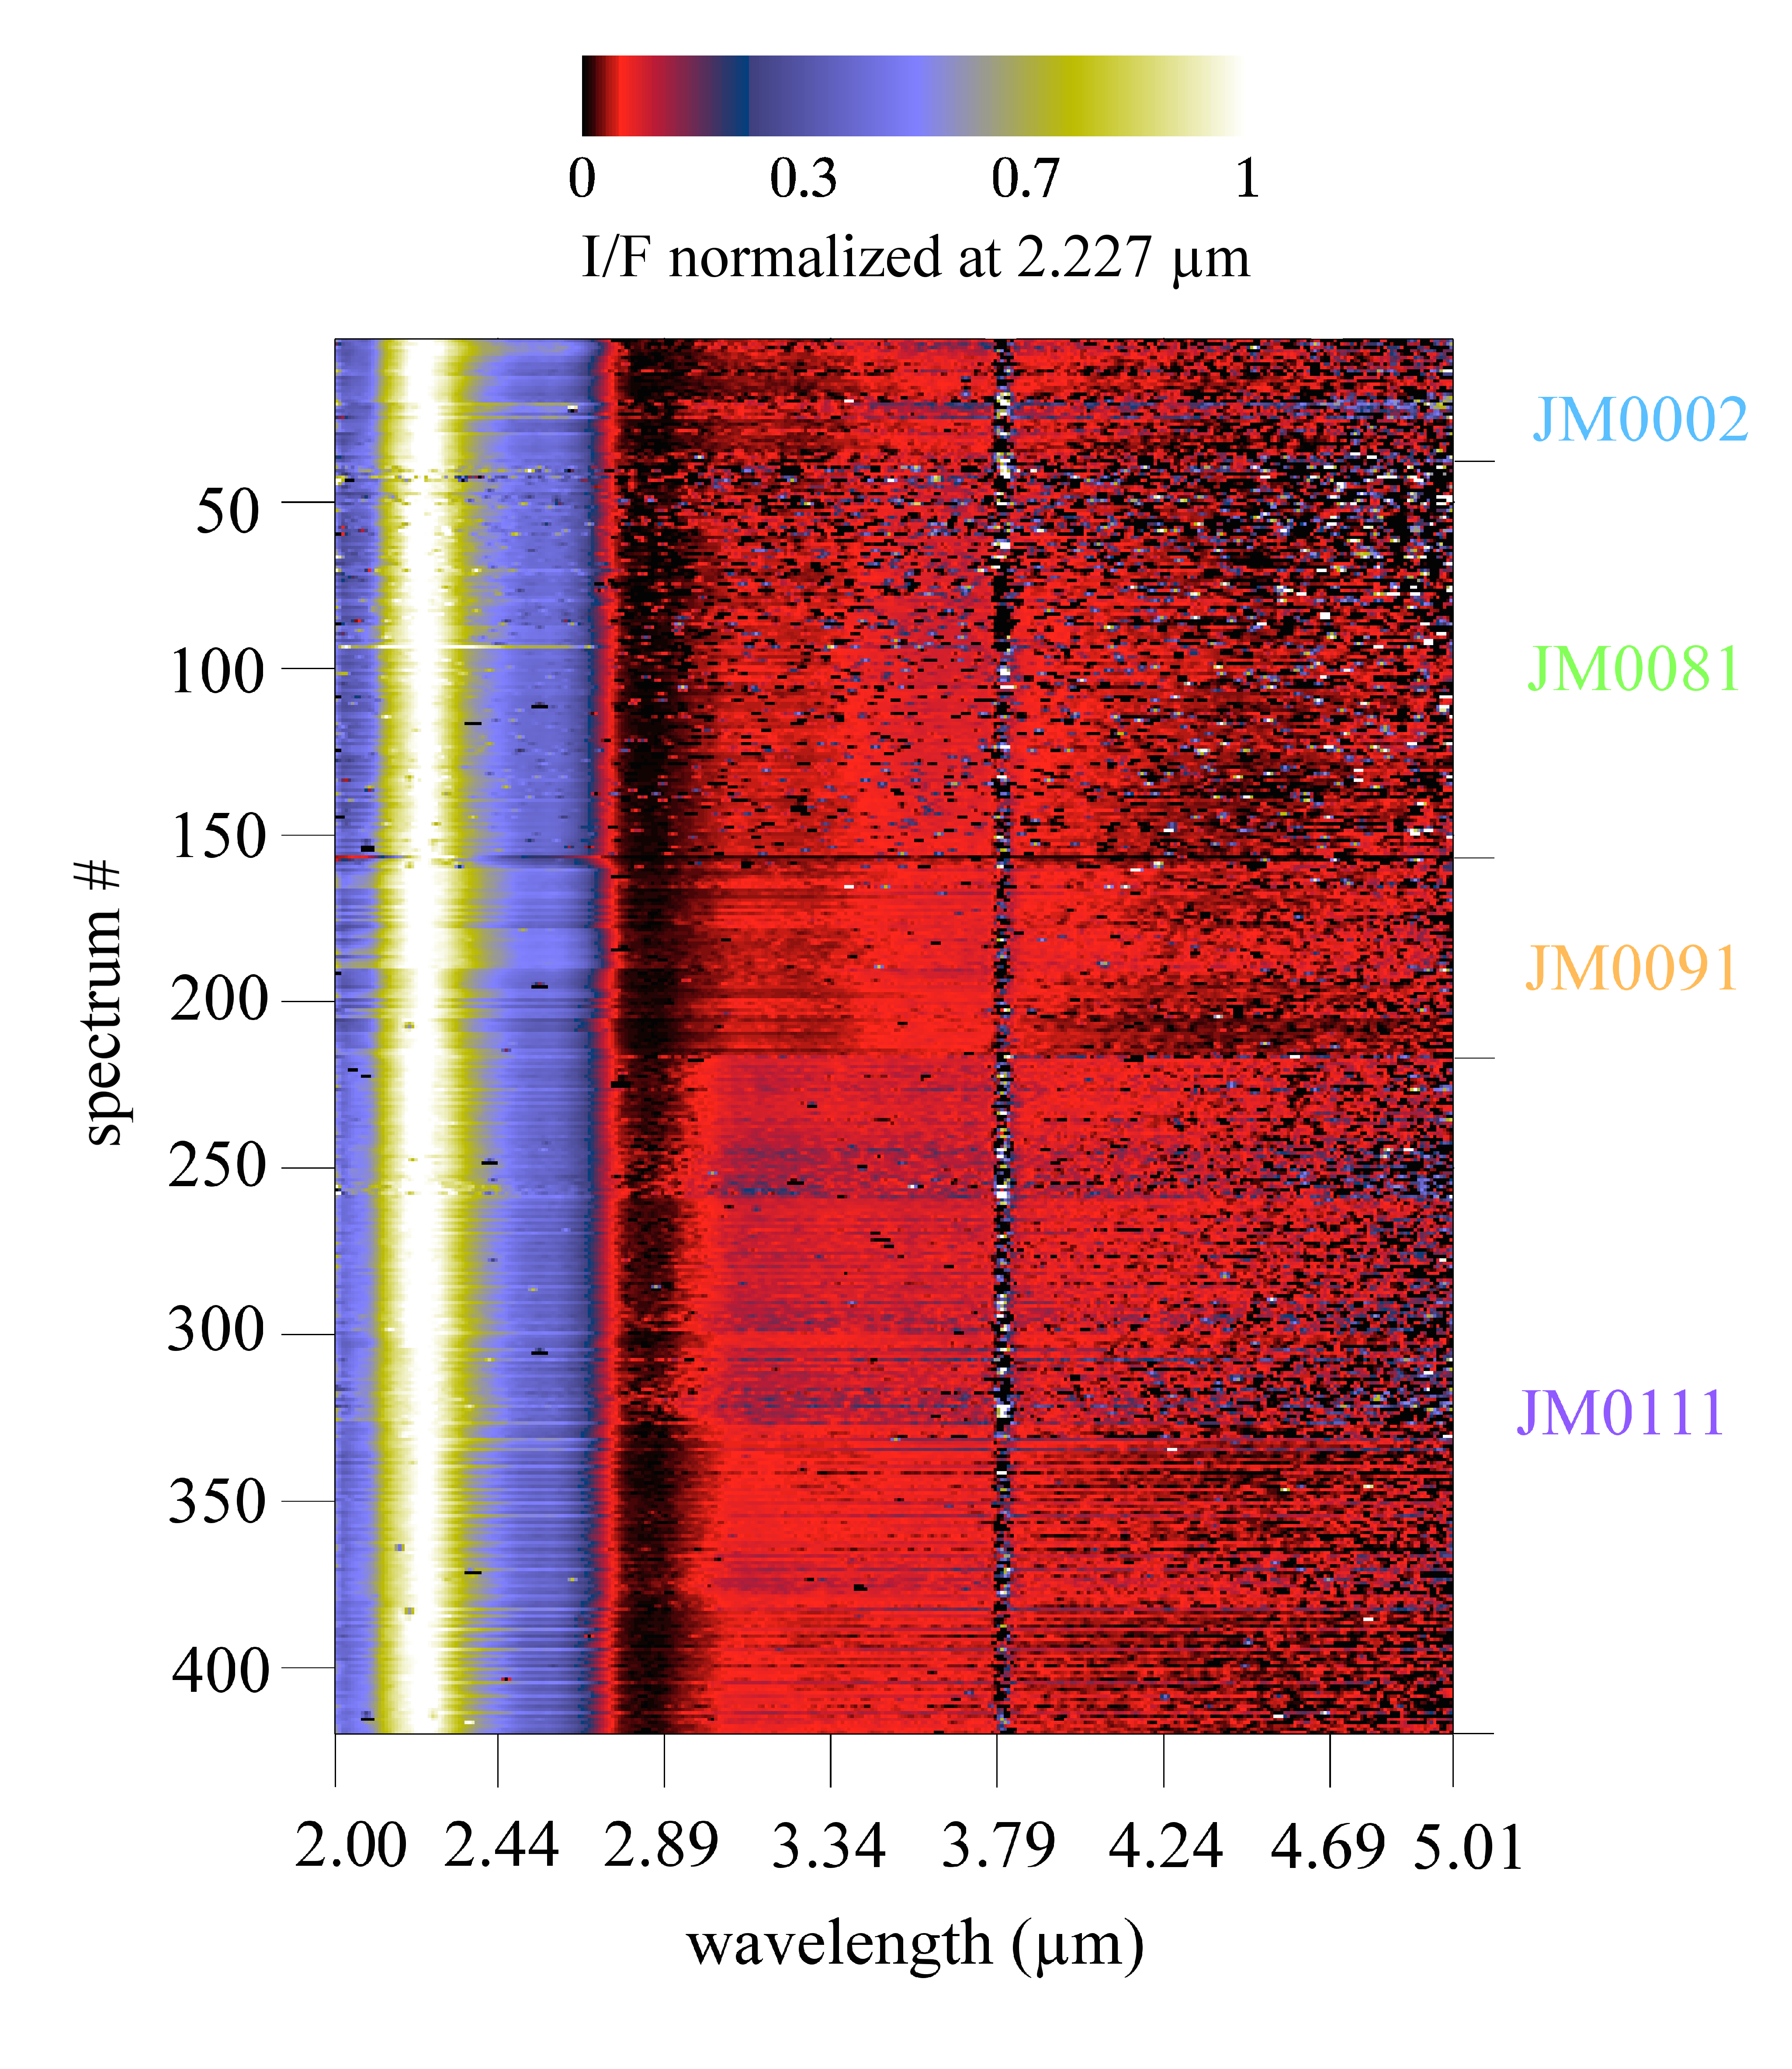 0 0.3 0.7 1
I/F normalized at 2.227 µm
JM0002
50
JM0081
100
150
JM0091
200
spectrum #
250
300
JM0111
350
400
2.00 2.44 2.89 3.34 3.79 4.24 4.69 5.01
wavelength (µm)